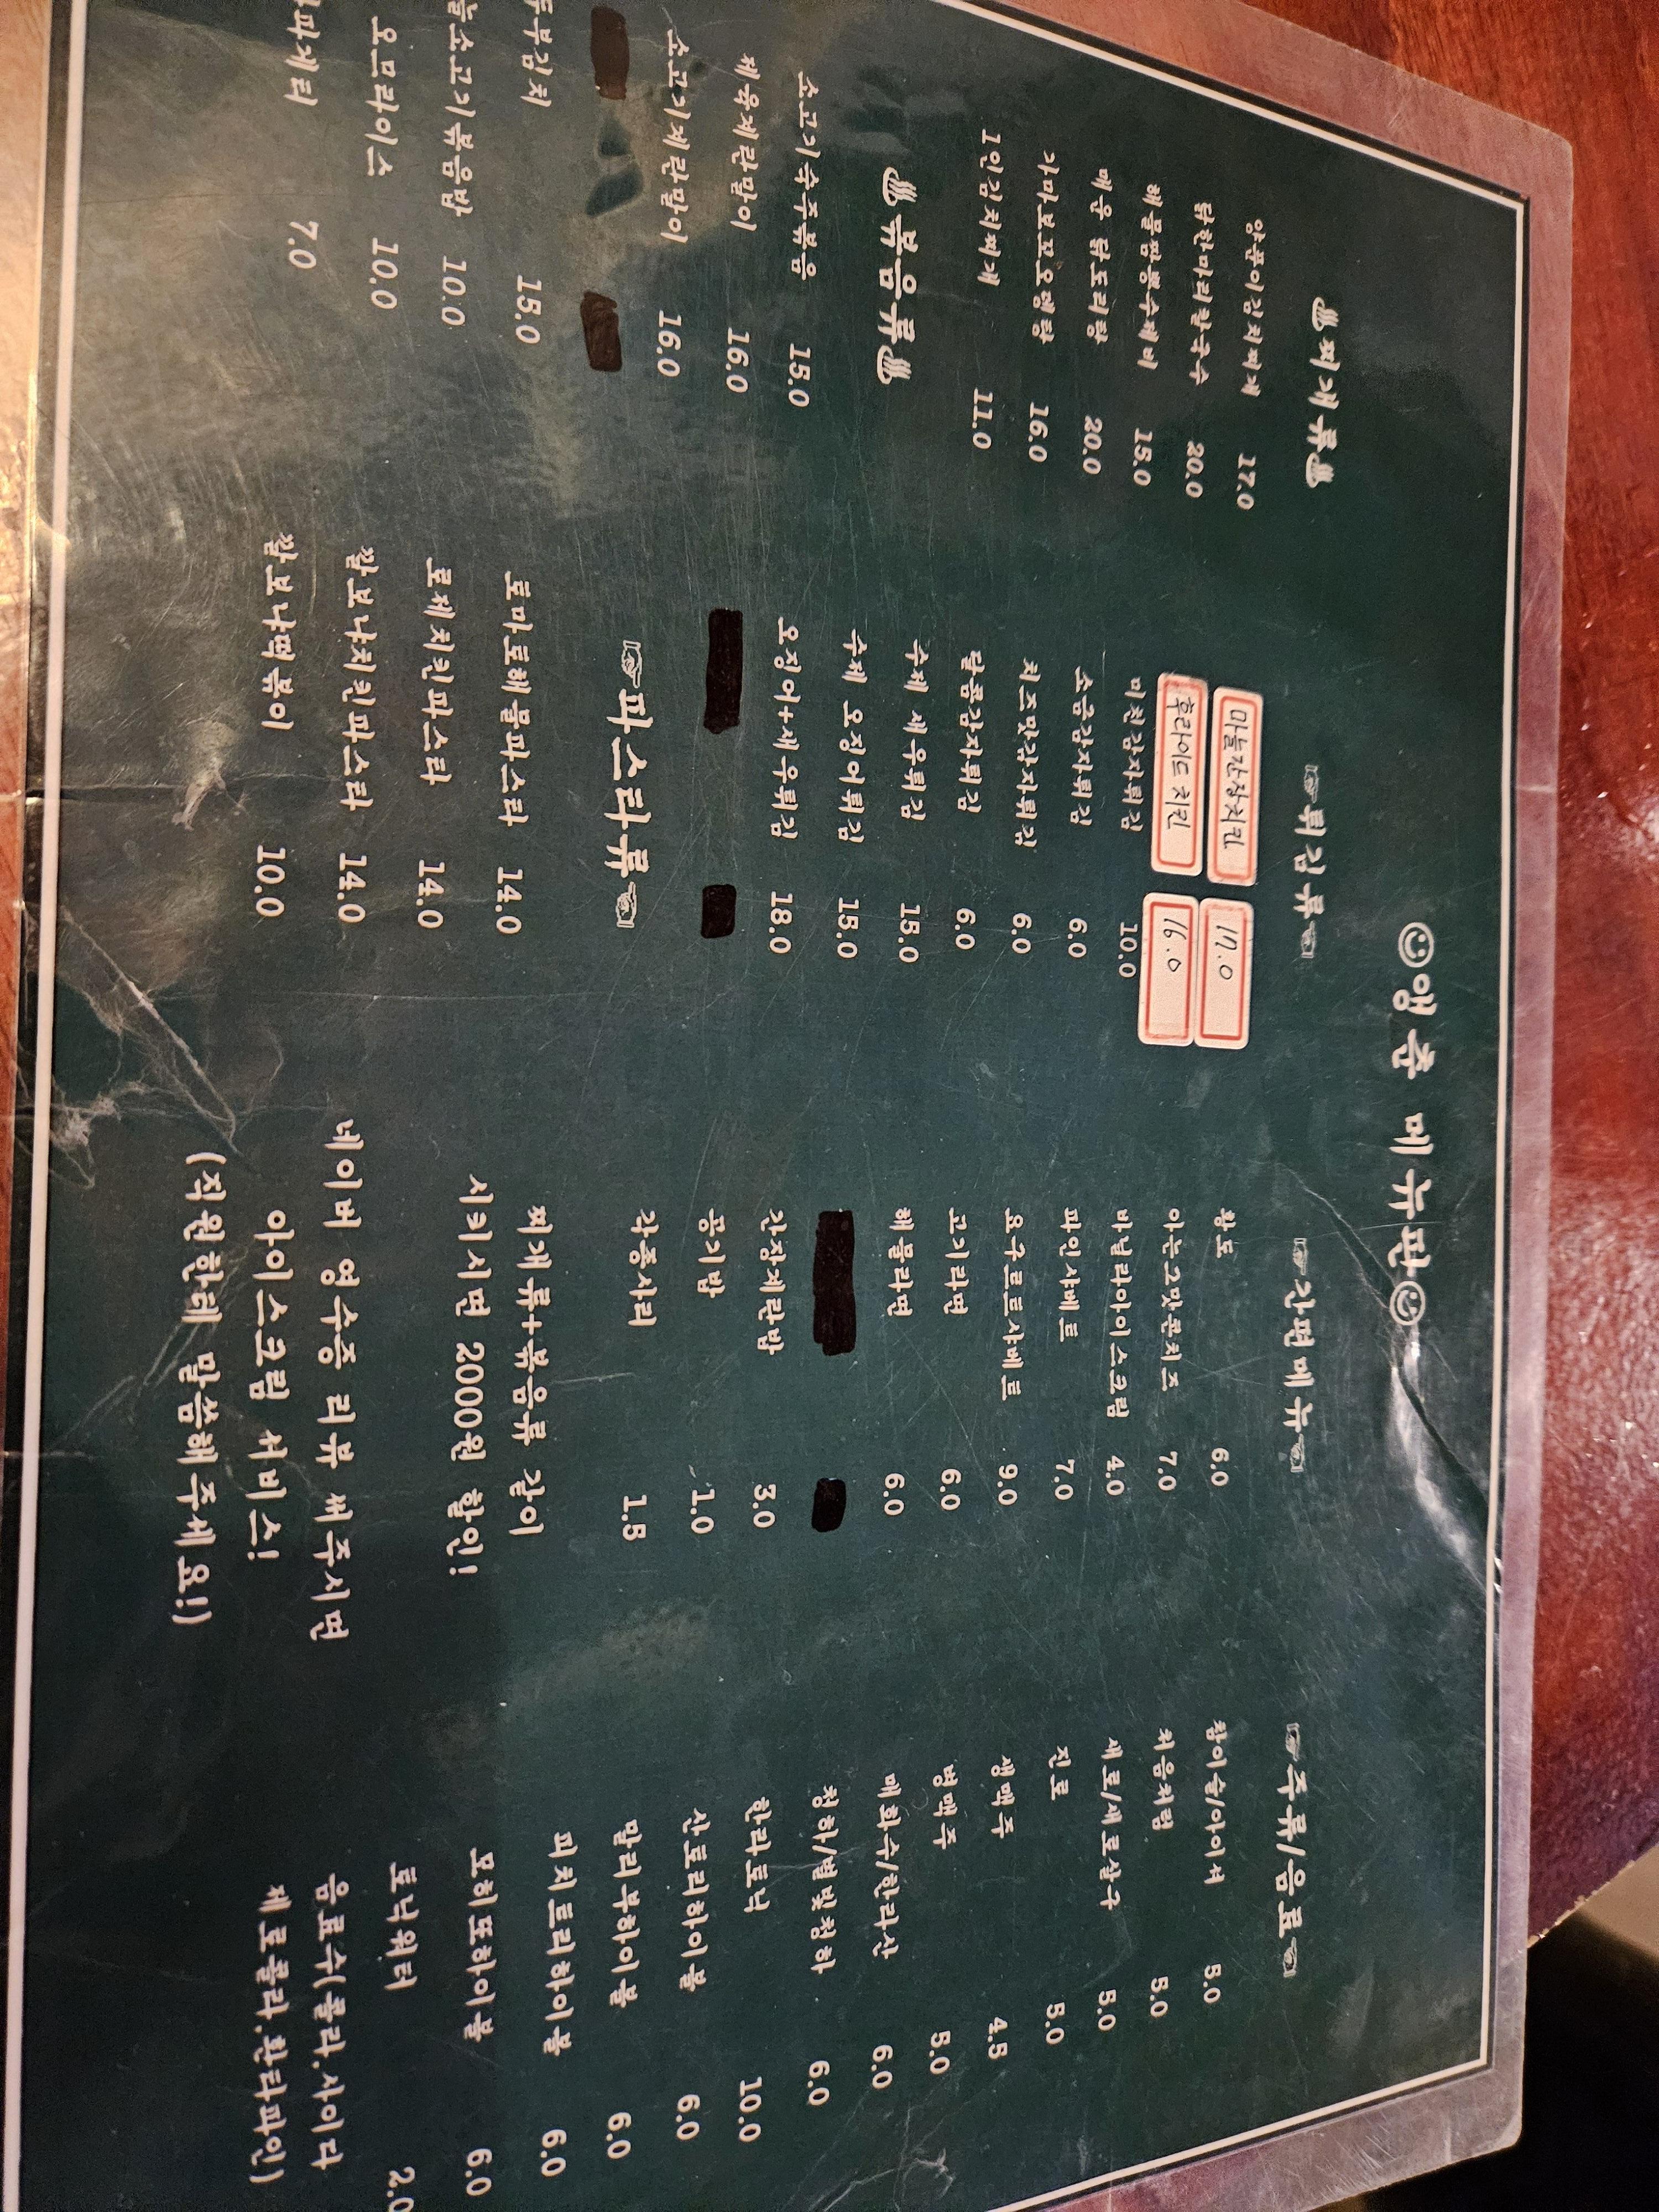 ☺양촌 메뉴판☺
♨찌개류♨
양푼이김치찌개 17.0
닭한마리칼국수 20.0
해물짬뽕수제비 15.0
매운 닭도리탕 20.0
가쓰보꼬오뎅탕 16.0
1인김치찌개 11.0
♨볶음류♨
소고기숙주볶음 15.0
제육계란말이 16.0
소고기계란말이 16.0
두부김치 15.0
늘소고기볶음밥 10.0
오므라이스 10.0
파게티 7.0
☞튀김류☜
마늘간장치킨 17.0
후라이드 치킨 16.0
미친감자튀김 10.0
소금감자튀김 6.0
치즈맛감자튀김 6.0
달콤감자튀김 6.0
수제 새우튀김 15.0
수제 오징어튀김 15.0
오징어+새우튀김 18.0
☞파스타류☜
토마토해물파스타 14.0
로제치킨파스타 14.0
깔보나치킨파스타 14.0
깔보나떡볶이 10.0
☞간편메뉴☜
황도 6.0
아는그맛콘치즈 7.0
바닐라아이스크림 4.0
파인샤베트 7.0
요구르트샤베트 9.0
고기라면 6.0
해물라면 6.0
간장계란밥 3.0
공기밥 1.0
각종사리 1.5
찌개류+볶음류 같이
시키시면 2000원 할인!
네이버 영수증 리뷰 써주시면
아이스크림 서비스!
(직원한테 말씀해주세요!)
☞주류/음료☜
참이슬/아이셔 5.0
처음처럼 5.0
새로/새로살구 5.0
진로 5.0
생맥주 4.5
병맥주 5.0
매화수/한라산 6.0
청하/별빛청하 6.0
한라토닉 10.0
산토리하이볼 6.0
말리부하이볼 6.0
피치트리하이볼 6.0
모히또하이볼 6.0
토닉워터 2.0
음료수(콜라.사이다
제로콜라.환타파인)